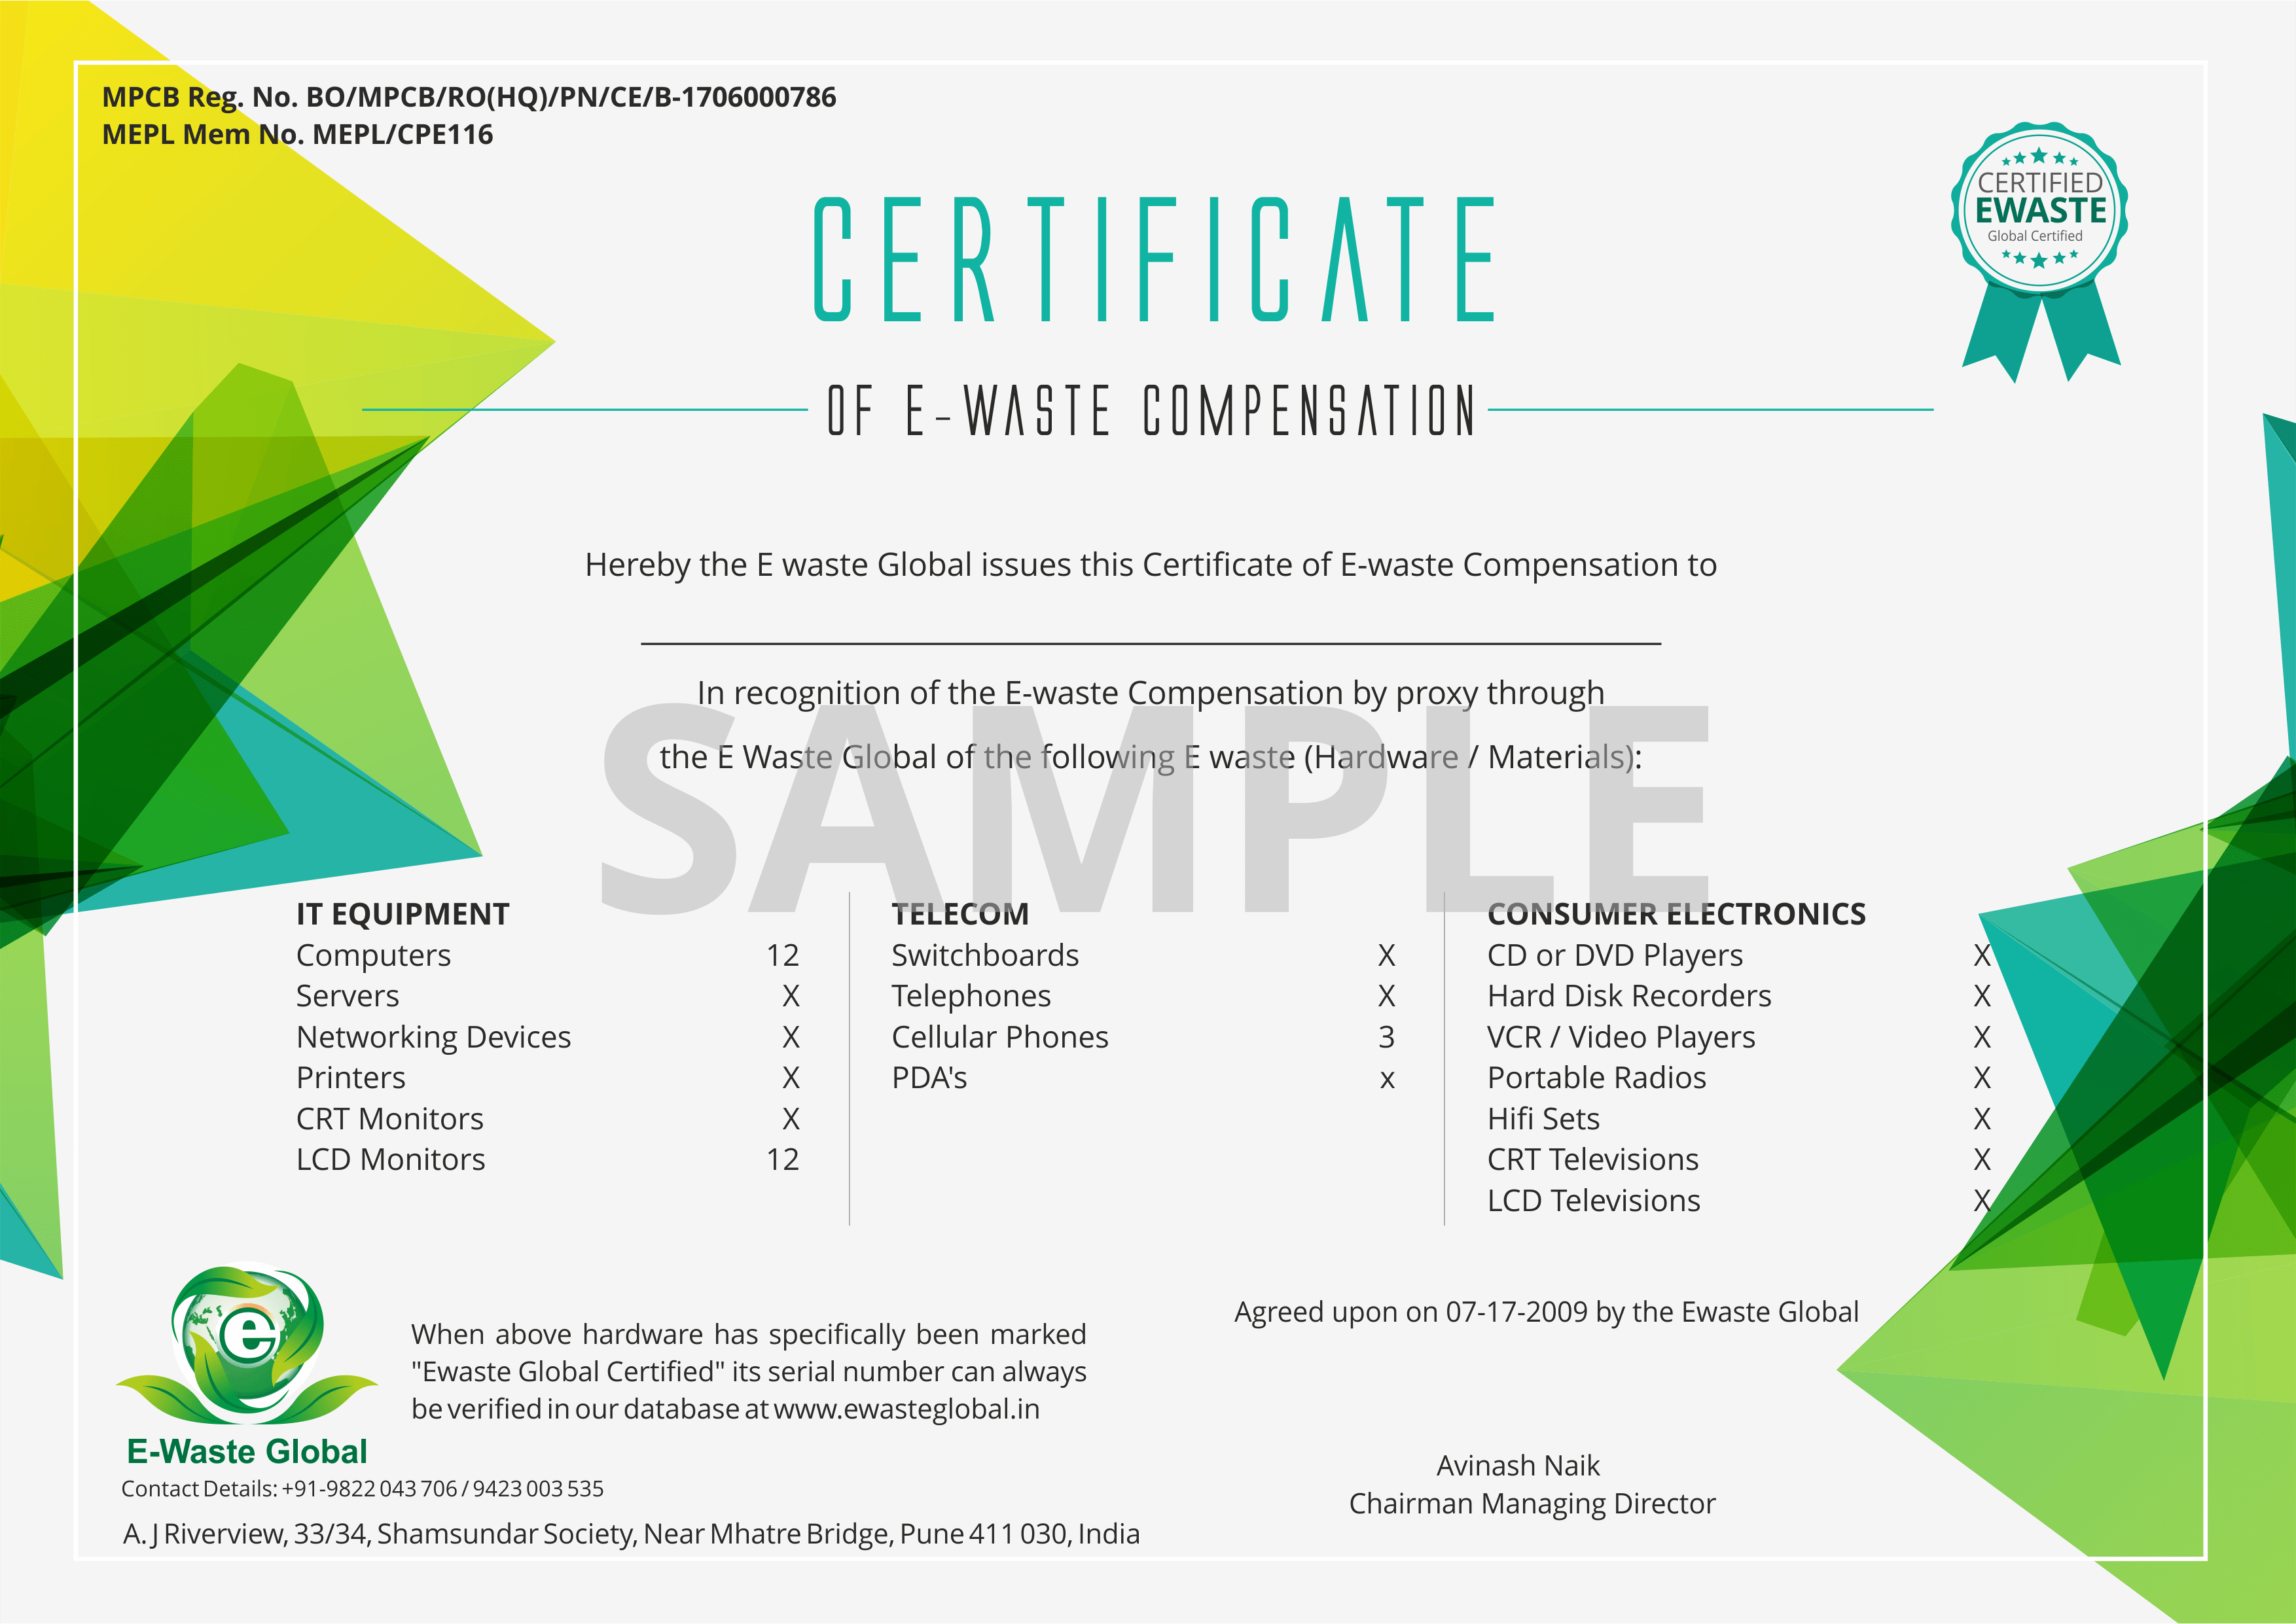 MPCB Reg. No. BO/MPCB/RO(HQ)/PN/CE/B-1706000786
MEPL Mem No. MEPL/CPE116
CERTIFIED
EWASTE
Global Certified
CERTIFICATE
OF E-WASTE COMPENSATION
Hereby the E waste Global issues this Certificate of E-waste Compensation to
In recognition of the E-waste Compensation by proxy through
the E Waste Global of the following E waste (Hardware / Materials):
SAMPLE
IT EQUIPMENT
Computers 12
Servers X
Networking Devices X
Printers X
CRT Monitors X
LCD Monitors 12
TELECOM
Switchboards X
Telephones X
Cellular Phones 3
PDA's x
CONSUMER ELECTRONICS
CD or DVD Players X
Hard Disk Recorders X
VCR / Video Players X
Portable Radios X
Hifi Sets X
CRT Televisions X
LCD Televisions X
e
E-Waste Global
When above hardware has specifically been marked
"Ewaste Global Certified" its serial number can always
be verified in our database at www.ewasteglobal.in
Contact Details: +91-9822 043 706 / 9423 003 535
A. J Riverview, 33/34, Shamsundar Society, Near Mhatre Bridge, Pune 411 030, India
Agreed upon on 07-17-2009 by the Ewaste Global
Avinash Naik
Chairman Managing Director